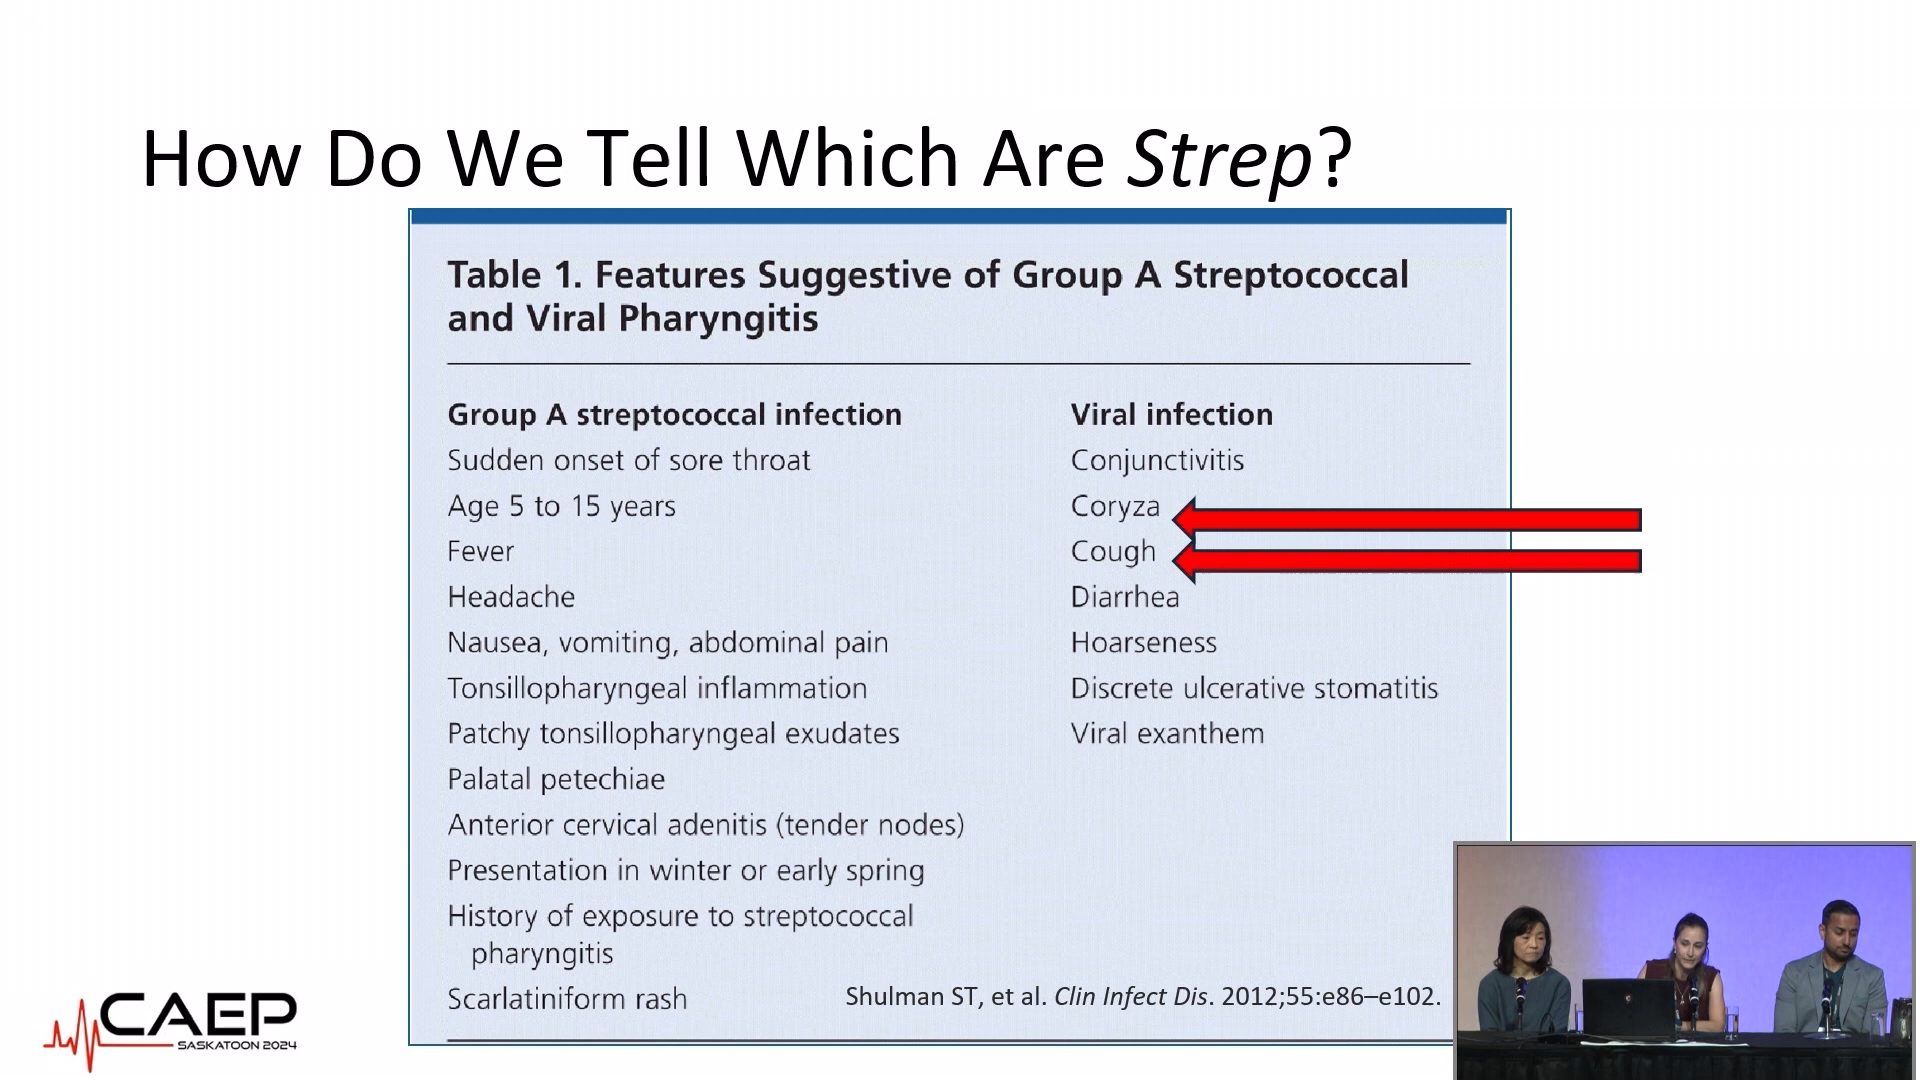 How Do We Tell Which Are Strep?
Table 1. Features Suggestive of Group A Streptococcal
and Viral Pharyngitis
Group A streptococcal infection
Sudden onset of sore throat
Age 5 to 15 years
Fever
Headache
Nausea, vomiting, abdominal pain
Tonsillopharyngeal inflammation
Patchy tonsillopharyngeal exudates
Palatal petechiae
Anterior cervical adenitis (tender nodes)
Presentation in winter or early spring
History of exposure to streptococcal
pharyngitis
Scarlatiniform rash
Viral infection
Conjunctivitis
Coryza
Cough
Diarrhea
Hoarseness
Discrete ulcerative stomatitis
Viral exanthem
Shulman ST, et al. Clin Infect Dis. 2012;55:e86–e102.
CAEP
SASKATOON 2024